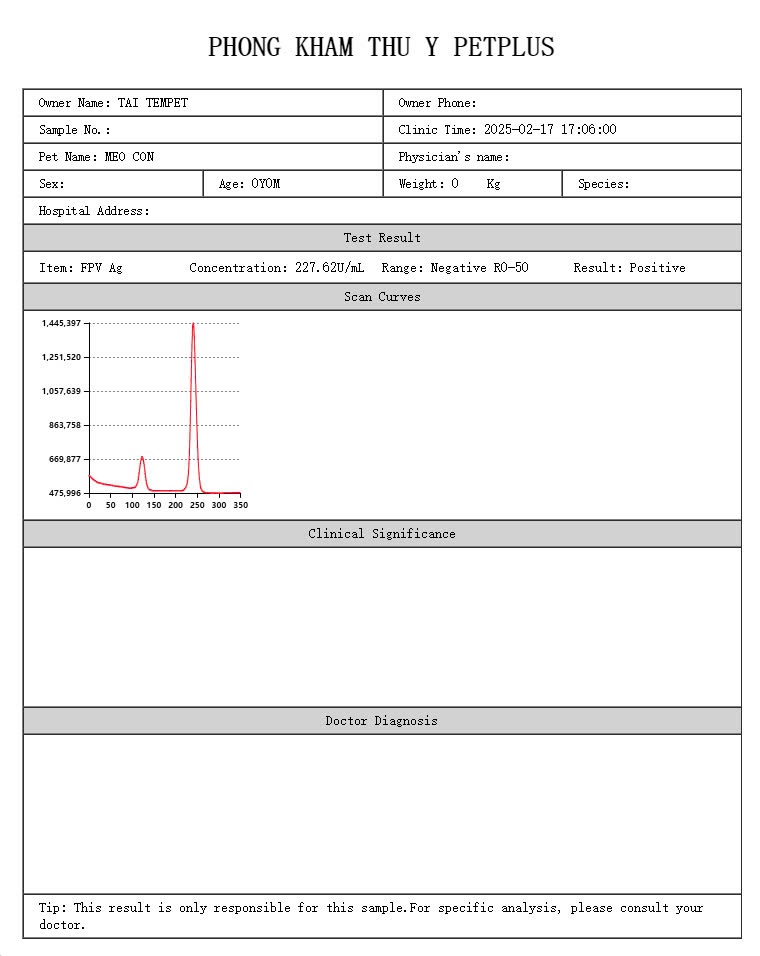 PHONG KHAM THU Y PETPLUS
Owner Name: TAI TEMPET
Owner Phone:
Sample No.:
Clinic Time: 2025-02-17 17:06:00
Pet Name: MEO CON
Physician's name:
Sex:
Age: 0Y0M
Weight: 0 Kg
Species:
Hospital Address:
Test Result
Item: FPV Ag Concentration: 227.62U/mL Range: Negative R0-50 Result: Positive
Scan Curves
1,445,397
1,251,520
1,057,639
863,758
669,877
475,996
0 50 100 150 200 250 300 350
Clinical Significance
Doctor Diagnosis
Tip: This result is only responsible for this sample.For specific analysis, please consult your
doctor.